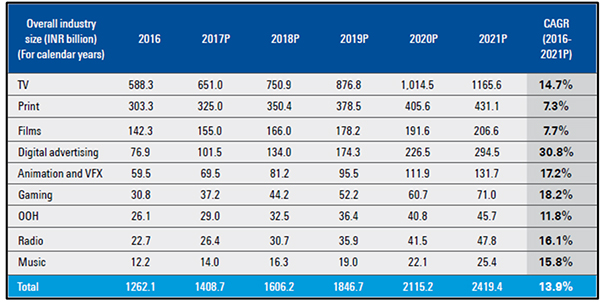 Overall industry size (INR billion) (For calendar years) 2016 2017P 2018P 2019P 2020P 2021P CAGR (2016-2021P)
TV 588.3 651.0 750.9 876.8 1,014.5 1165.6 14.7%
Print 303.3 325.0 350.4 378.5 405.6 431.1 7.3%
Films 142.3 155.0 166.0 178.2 191.6 206.6 7.7%
Digital advertising 76.9 101.5 134.0 174.3 226.5 294.5 30.8%
Animation and VFX 59.5 69.5 81.2 95.5 111.9 131.7 17.2%
Gaming 30.8 37.2 44.2 52.2 60.7 71.0 18.2%
OOH 26.1 29.0 32.5 36.4 40.8 45.7 11.8%
Radio 22.7 26.4 30.7 35.9 41.5 47.8 16.1%
Music 12.2 14.0 16.3 19.0 22.1 25.4 15.8%
Total 1262.1 1408.7 1606.2 1846.7 2115.2 2419.4 13.9%